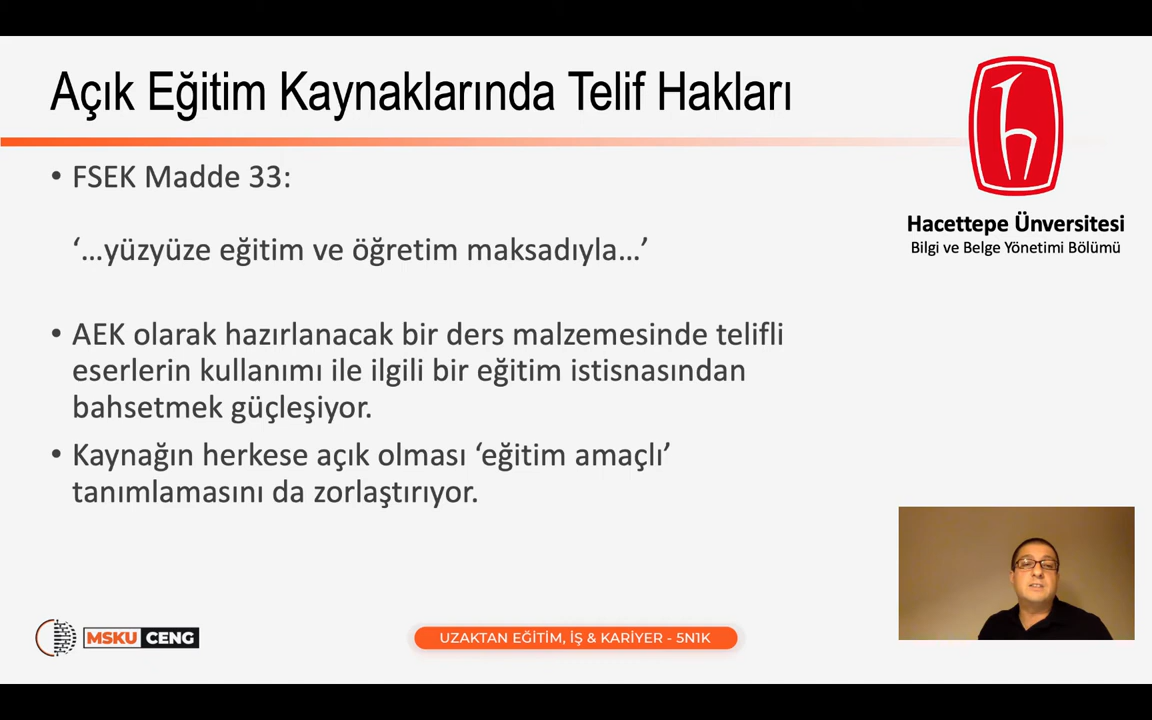 Açık Eğitim Kaynaklarında Telif Hakları
• FSEK Madde 33:
‘…yüzyüze eğitim ve öğretim maksadıyla…’
• AEK olarak hazırlanacak bir ders malzemesinde telifli
eserlerin kullanımı ile ilgili bir eğitim istisnasından
bahsetmek güçleşiyor.
• Kaynağın herkese açık olması ‘eğitim amaçlı’
tanımlamasını da zorlaştırıyor.
Hacettepe Ünversitesi
Bilgi ve Belge Yönetimi Bölümü
MSKU CENG
UZAKTAN EĞİTİM, İŞ & KARİYER - 5N1K